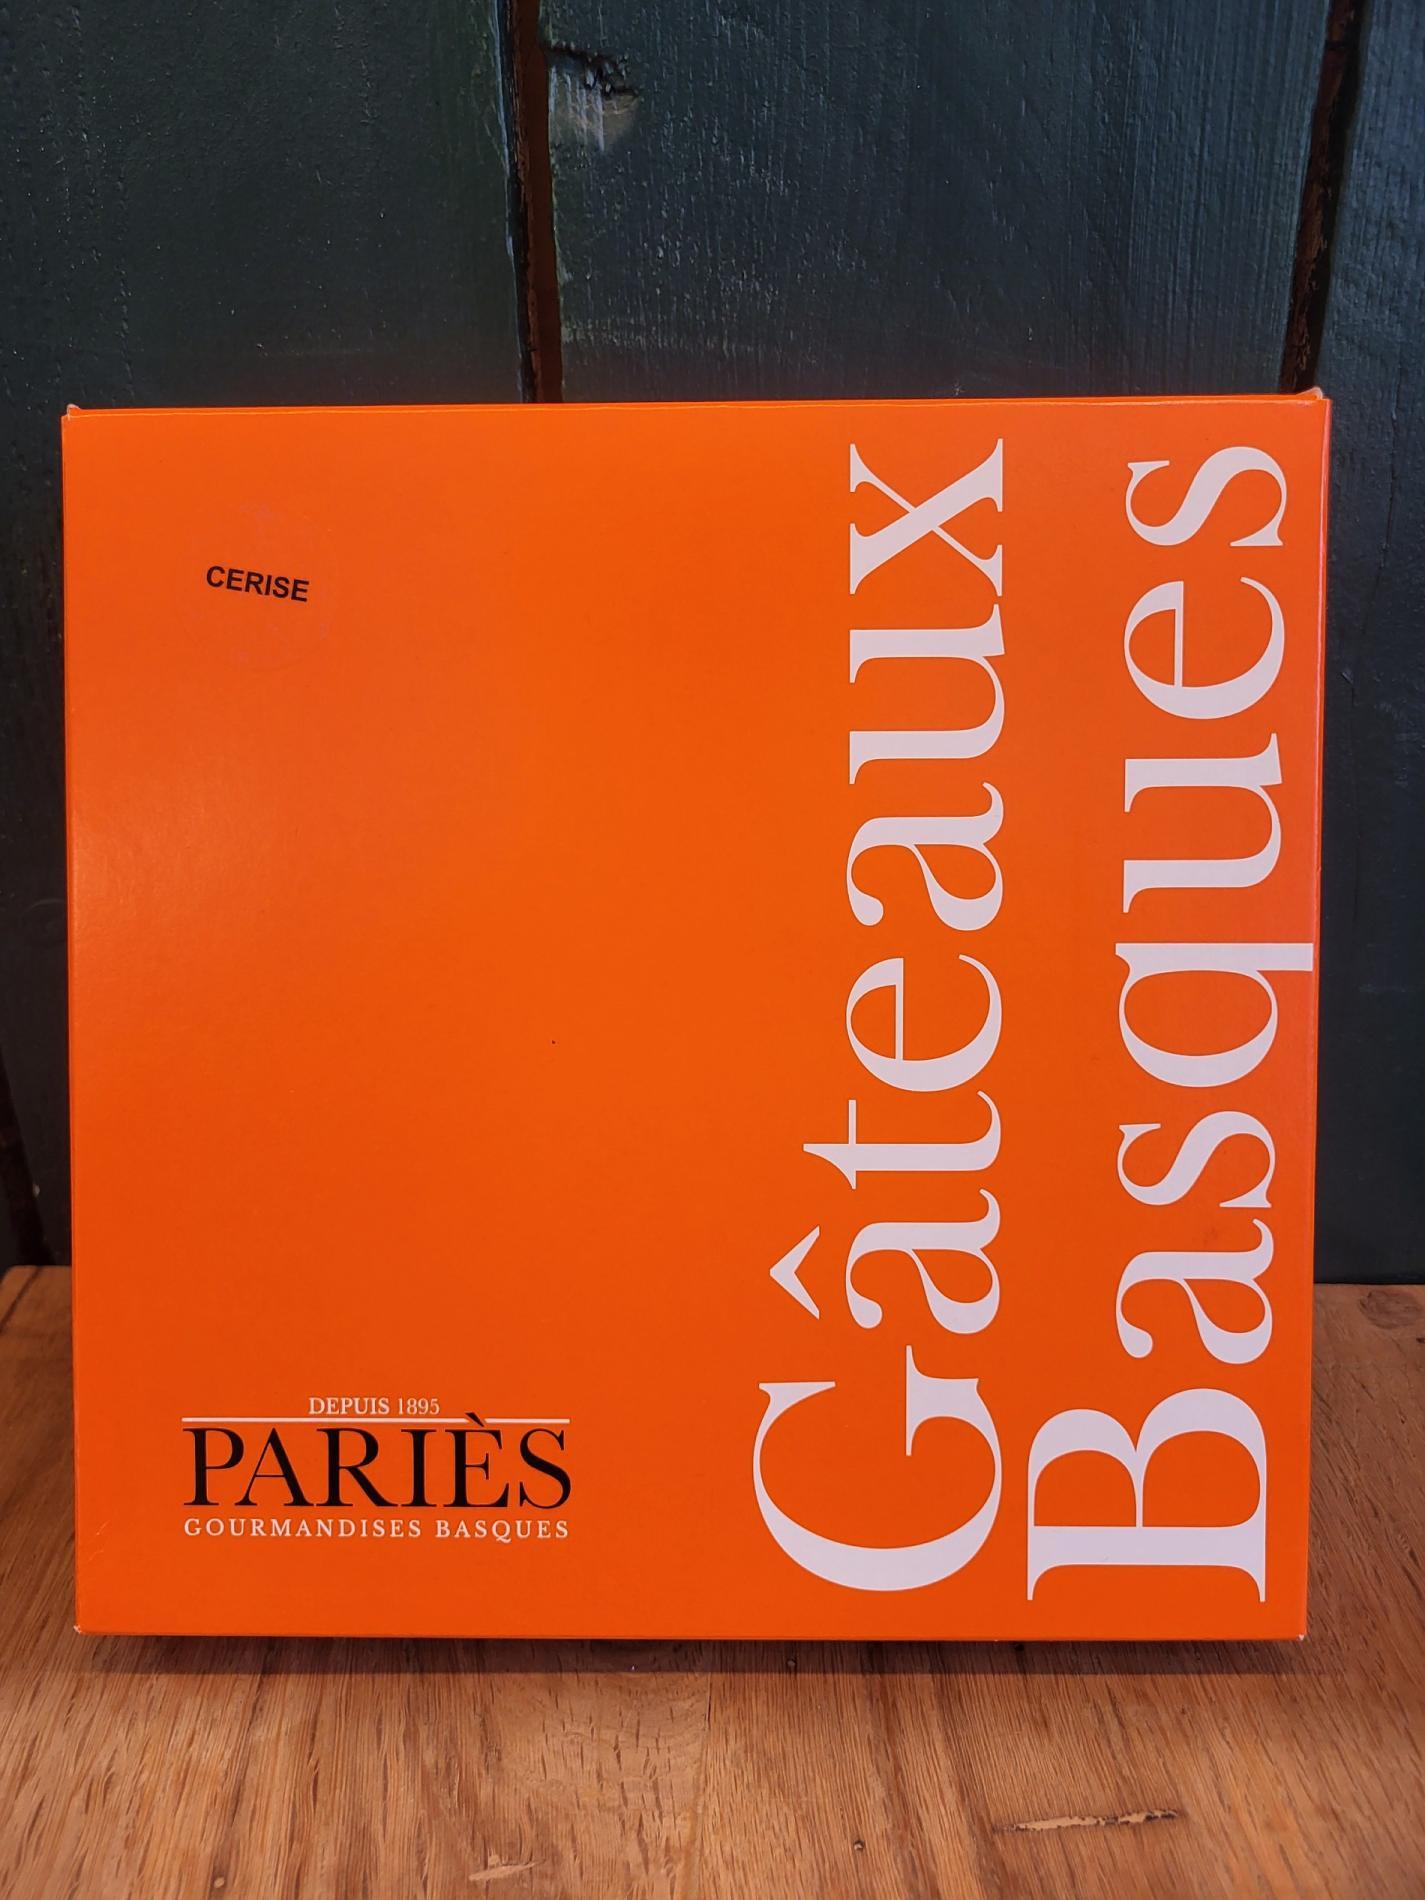 CERISE
DEPUIS 1895
PARIÈS
GOURMANDISES BASQUES
Gâteaux
Basques